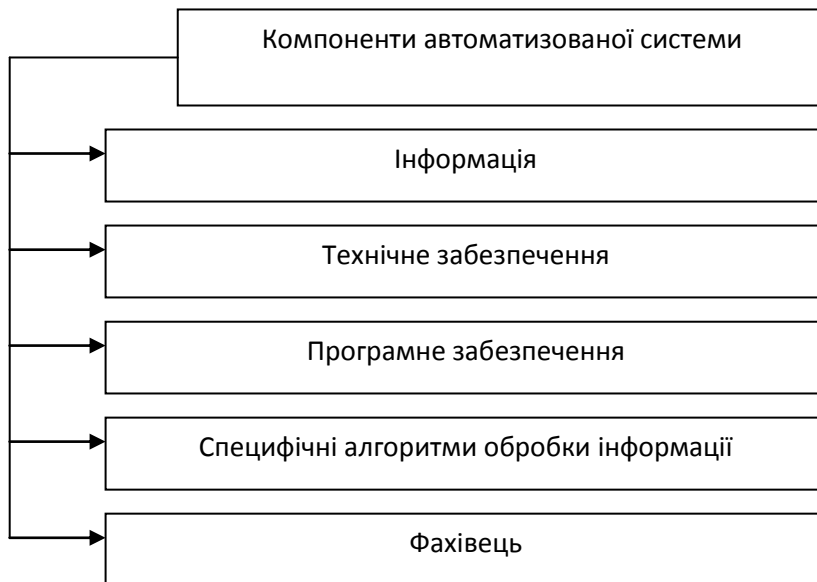 Компоненти автоматизованої системи
Інформація
Технічне забезпечення
Програмне забезпечення
Специфічні алгоритми обробки інформації
Фахівець